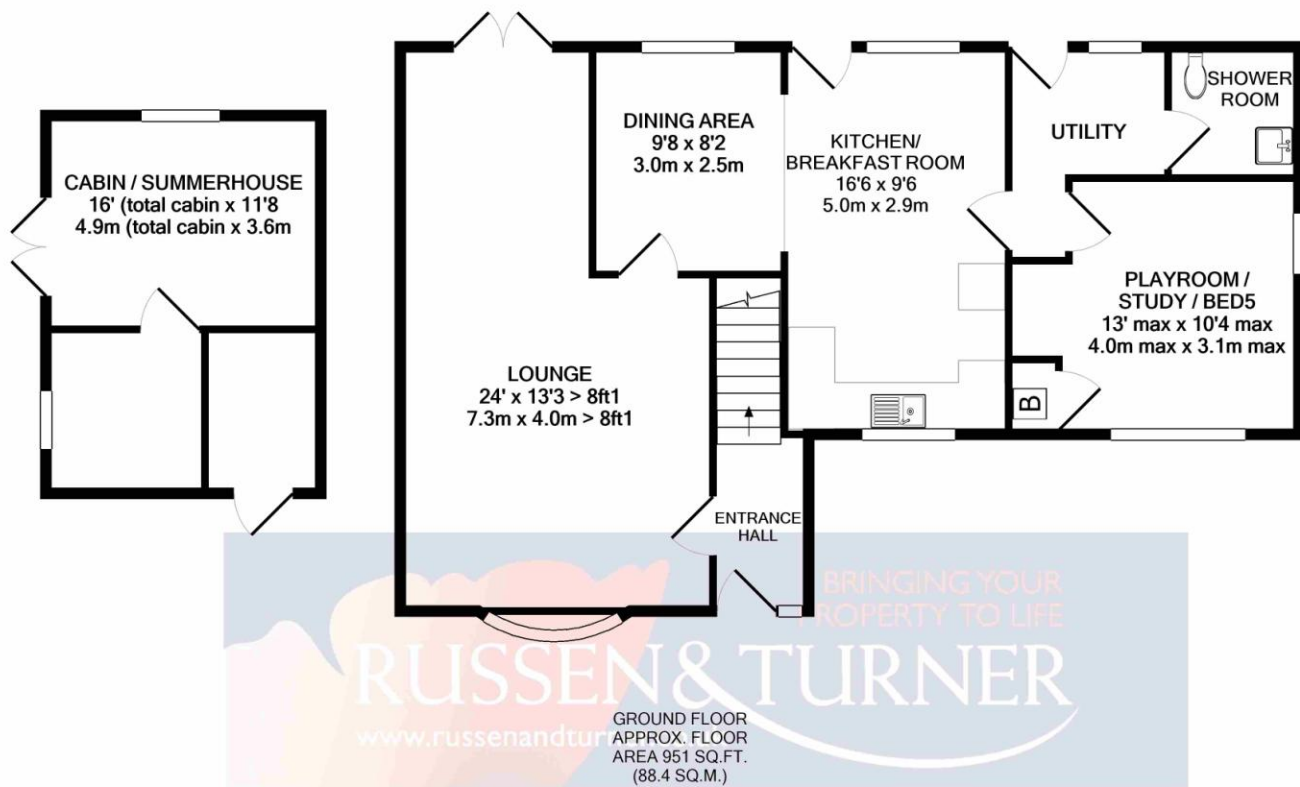 CABIN / SUMMERHOUSE
16' (total cabin x 11'8
4.9m (total cabin x 3.6m
LOUNGE
24' x 13'3 > 8ft1
7.3m x 4.0m > 8ft1
DINING AREA
9'8 x 8'2
3.0m x 2.5m
KITCHEN/
BREAKFAST ROOM
16'6 x 9'6
5.0m x 2.9m
UTILITY
SHOWER
ROOM
PLAYROOM /
STUDY / BED5
13' max x 10'4 max
4.0m max x 3.1m max
B
ENTRANCE
HALL
BRINGING YOUR
PROPERTY TO LIFE
RUSSEN & TURNER
GROUND FLOOR
APPROX. FLOOR
AREA 951 SQ.FT.
(88.4 SQ.M.)